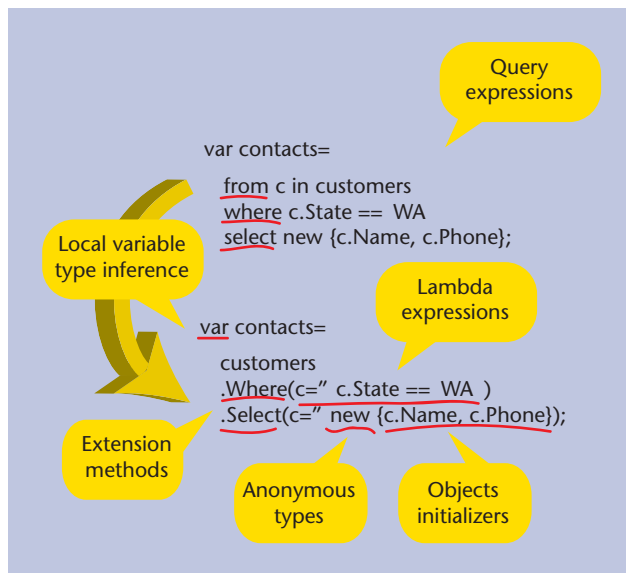 Query
expressions
var contacts=
from c in customers
where c.State == WA
select new {c.Name, c.Phone};
Local variable
type inference
Lambda
expressions
var contacts=
customers
.Where(c=” c.State == WA )
.Select(c=” new {c.Name, c.Phone});
Extension
methods
Anonymous
types
Objects
initializers